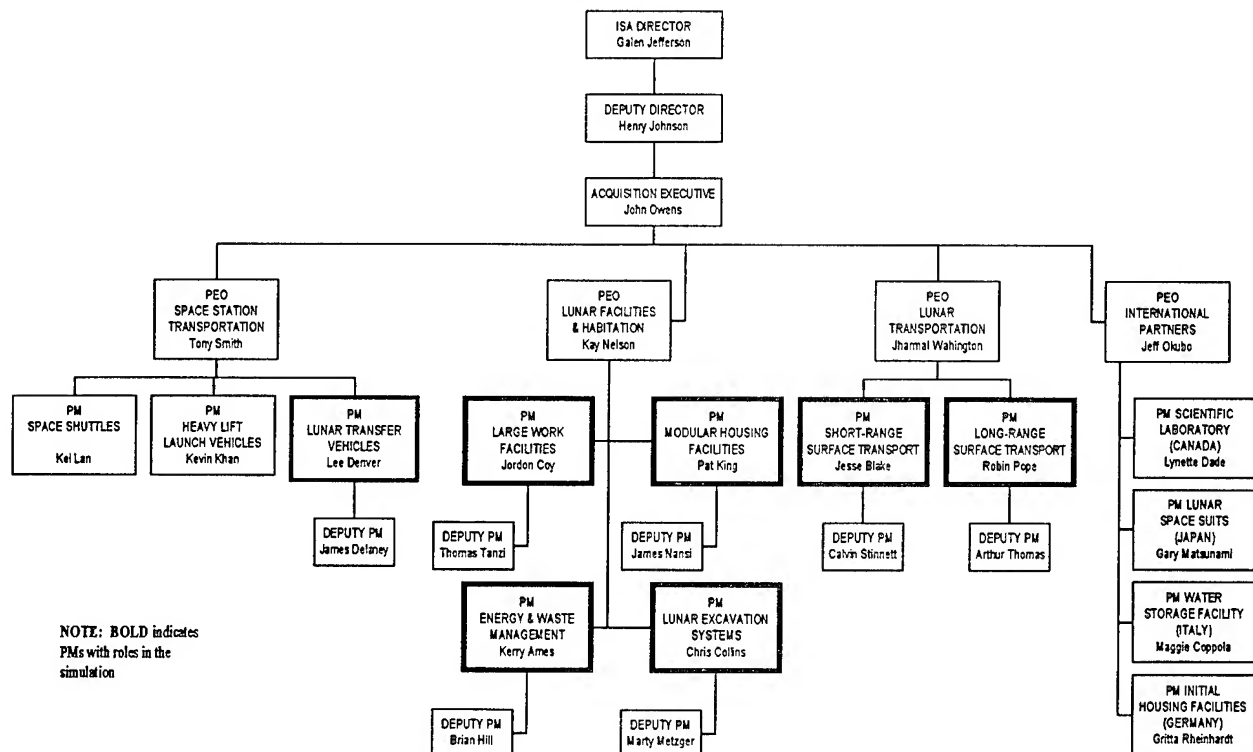 ISA DIRECTOR
Galen Jefferson
DEPUTY DIRECTOR
Henry Johnson
ACQUISITION EXECUTIVE
John Owens
PEO
SPACE STATION
TRANSPORTATION
Tony Smith
PEO
LUNAR FACILITIES
& HABITATION
Kay Nelson
PEO
LUNAR
TRANSPORTATION
Jharmal Wahington
PEO
INTERNATIONAL
PARTNERS
Jeff Okubo
PM
SPACE SHUTTLES
Kei Lan
PM
HEAVY LIFT
LAUNCH VEHICLES
Kevin Khan
PM
LUNAR TRANSFER
VEHICLES
Lee Denver
PM
LARGE WORK
FACILITIES
Jordon Coy
PM
MODULAR HOUSING
FACILITIES
Pat King
PM
SHORT-RANGE
SURFACE TRANSPORT
Jesse Blake
PM
LONG-RANGE
SURFACE TRANSPORT
Robin Pope
PM SCIENTIFIC
LABORATORY
(CANADA)
Lynette Dade
DEPUTY PM
James Delaney
DEPUTY PM
Thomas Tanzi
DEPUTY PM
James Nansi
DEPUTY PM
Calvin Stinnett
DEPUTY PM
Arthur Thomas
PM LUNAR
SPACE SUITS
(JAPAN)
Gary Matsunami
PM
ENERGY & WASTE
MANAGEMENT
Kerry Ames
PM
LUNAR EXCAVATION
SYSTEMS
Chris Collins
PM WATER
STORAGE FACILITY
(ITALY)
Maggie Coppola
NOTE: BOLD indicates
PMs with roles in the
simulation
DEPUTY PM
Brian Hill
DEPUTY PM
Marty Metzger
PM INITIAL
HOUSING FACILITIES
(GERMANY)
Gritta Rheinhardt